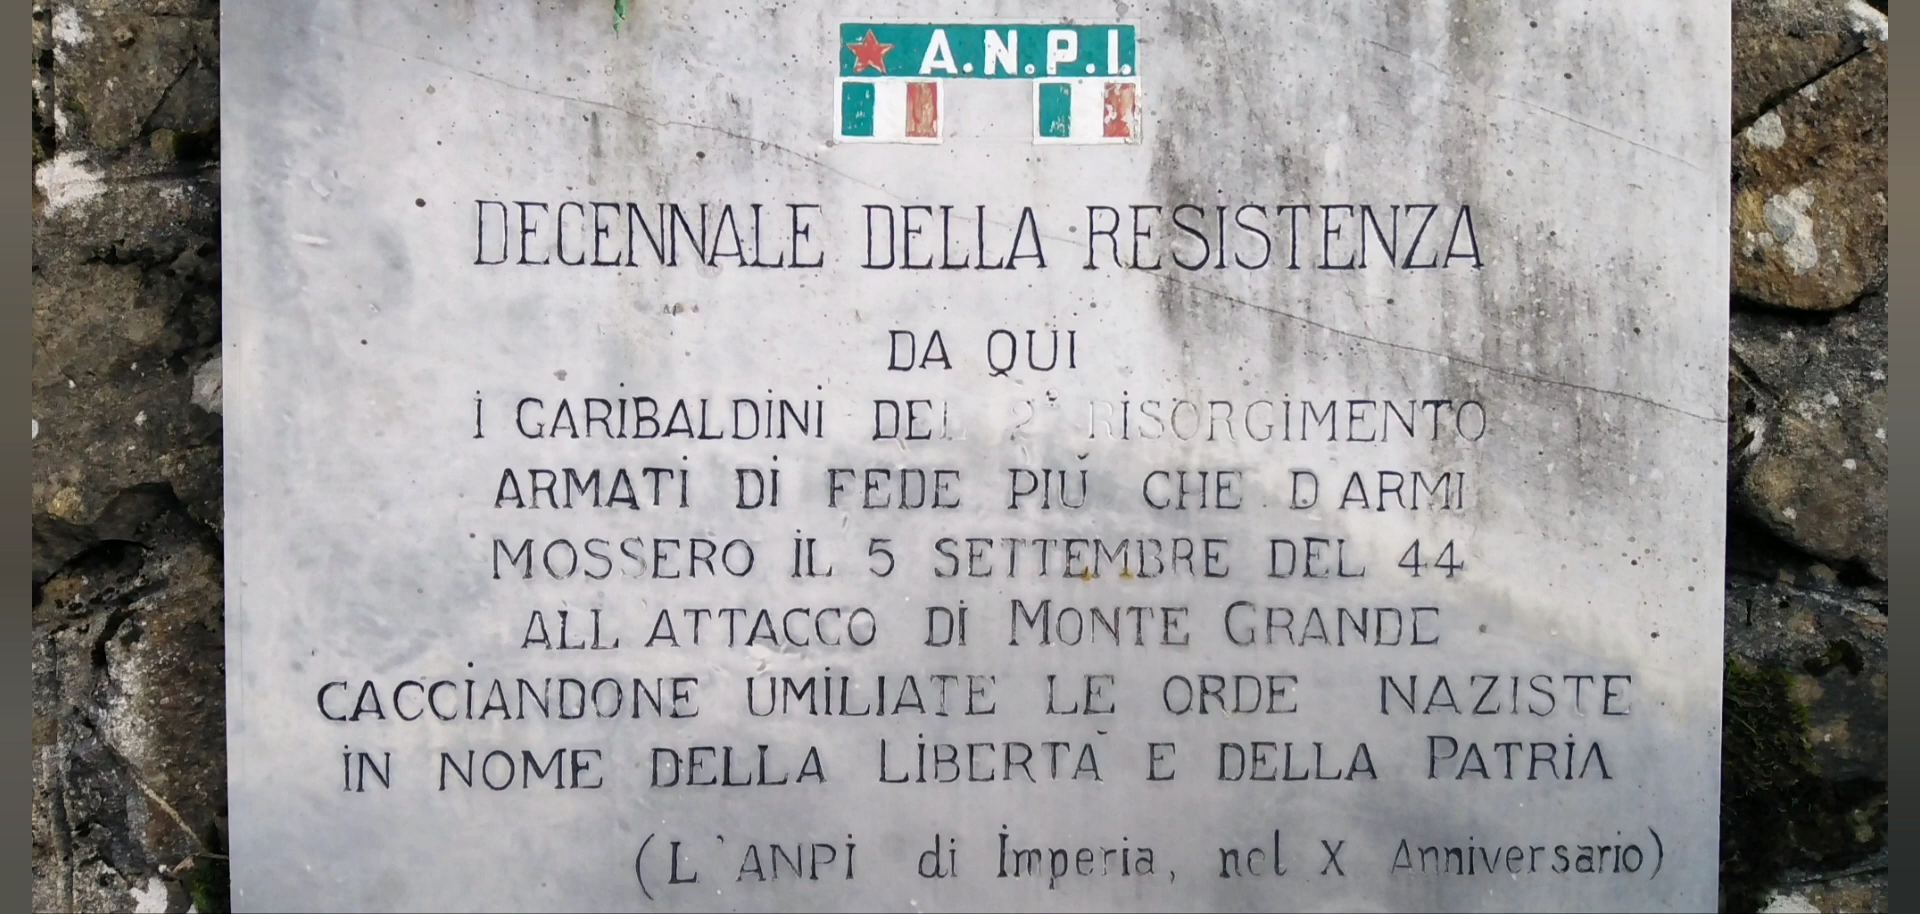 A.N.P.I.
DECENNALE DELLA RESISTENZA
DA QUI
I GARIBALDINI DEL 2° RISORGIMENTO
ARMATI DI FEDE PIÚ CHE D ARMI
MOSSERO IL 5 SETTEMBRE DEL 44
ALL ATTACCO DI MONTE GRANDE
CACCIANDONE UMILIATE LE ORDE NAZISTE
IN NOME DELLA LIBERTÀ E DELLA PATRIA
(L'ANPI di Imperia, nel X Anniversario)